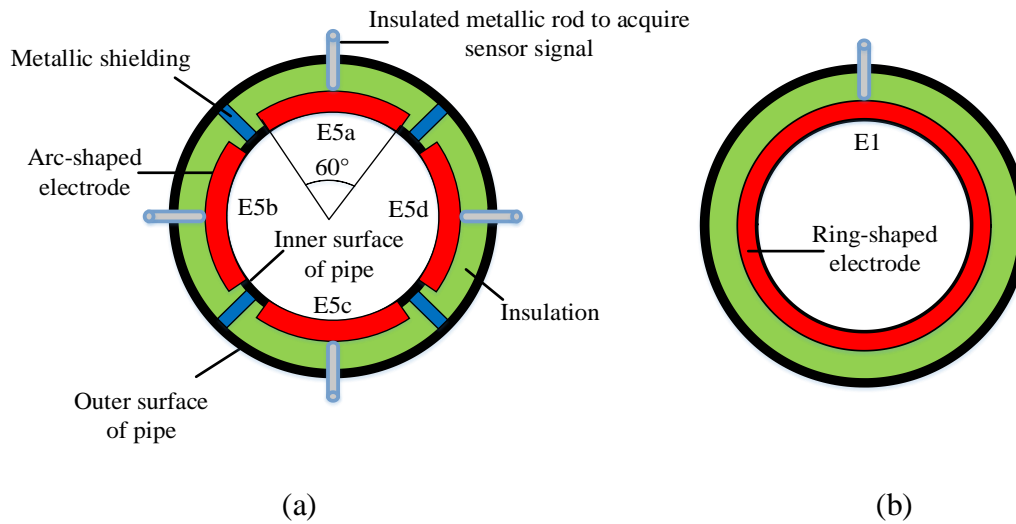 Insulated metallic rod to acquire
sensor signal
Metallic shielding
E5a
E1
Arc-shaped
electrode
60°
E5b
E5d
Ring-shaped
electrode
Inner surface
of pipe
E5c
Insulation
Outer surface
of pipe
(a)
(b)